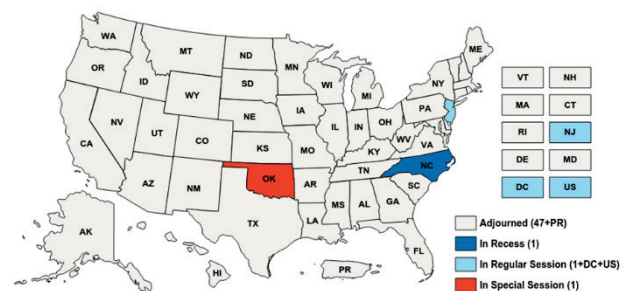 WA
MT
ND
MN
ME
OR
ID
SD
WI
NY
WY
MI
NE
IA
PA
NV
UT
CO
IL
IN
OH
WV
VA
CA
KS
MO
KY
NC
AZ
NM
OK
AR
TN
SC
TX
LA
MS
AL
GA
FL
AK
HI
PR
VT NH
MA CT
RI NJ
DE MD
DC US
Adjourned (47+PR)
In Recess (1)
In Regular Session (1+DC+US)
In Special Session (1)